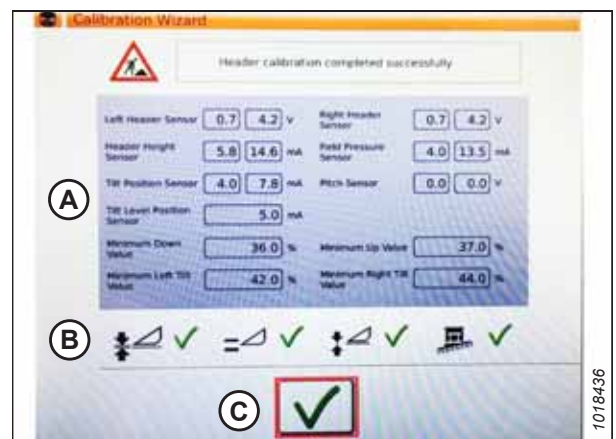 Calibration Wizard
Header calibration completed successfully
Left Header Sensor 0.7 4.2 v Right Header Sensor 0.7 4.2 v
Header Height Sensor 5.8 14.6 mA Field Pressure Sensor 4.0 13.5 mA
Tilt Position Sensor 4.0 7.8 mA Pitch Sensor 0.0 0.0 v
Tilt Level Position Sensor 5.0 mA
Minimum Down Value 36.0 % Minimum Up Value 37.0 %
Minimum Left Tilt Value 42.0 % Minimum Right Tilt Value 44.0 %
A
B
C
1018436